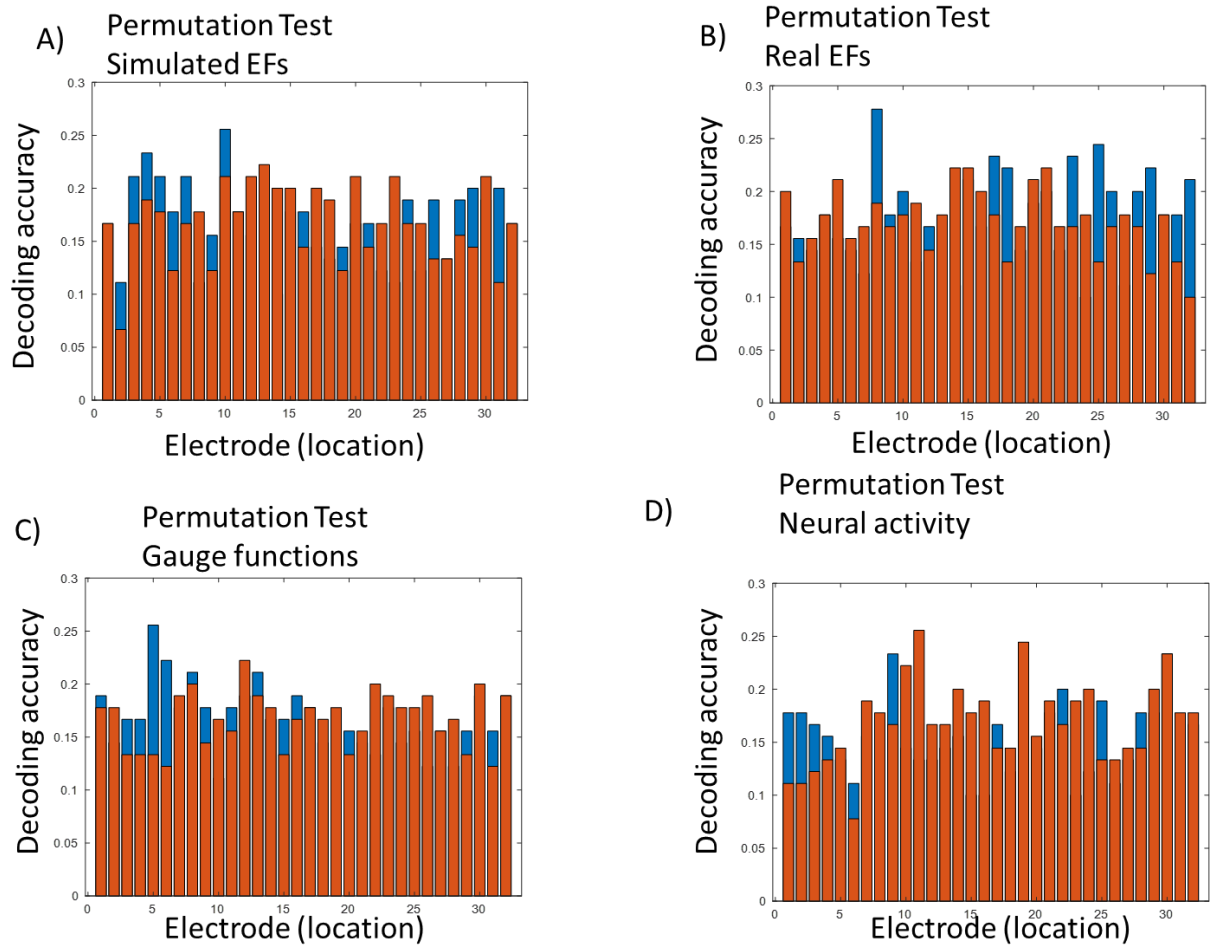 A)
Permutation Test
Simulated EFs
0.3
0.25
0.2
0.15
0.1
0.05
0
Decoding accuracy
0 5 10 15 20 25 30
Electrode (location)
B)
Permutation Test
Real EFs
0.3
0.25
0.2
0.15
0.1
0.05
0
Decoding accuracy
0 5 10 15 20 25 30
Electrode (location)
C)
Permutation Test
Gauge functions
0.3
0.25
0.2
0.15
0.1
0.05
0
Decoding accuracy
0 5 10 15 20 25 30
Electrode (location)
D)
Permutation Test
Neural activity
0.3
0.25
0.2
0.15
0.1
0.05
0
Decoding accuracy
0 5 10 15 20 25 30
Electrode (location)